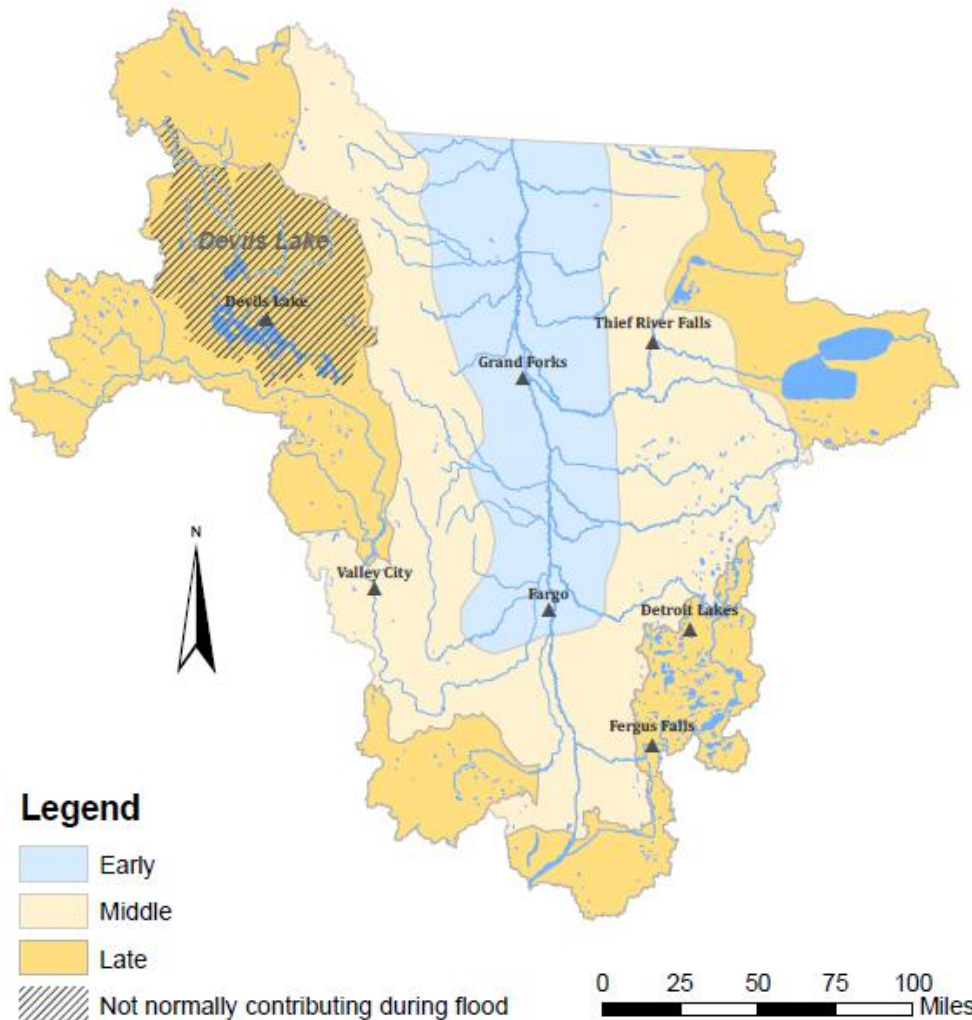 Devils Lake
Devils Lake
Thief River Falls
Grand Forks
N
Valley City
Fargo
Detroit Lakes
Fergus Falls
Legend
Early
Middle
Late
Not normally contributing during flood
0 25 50 75 100
Miles